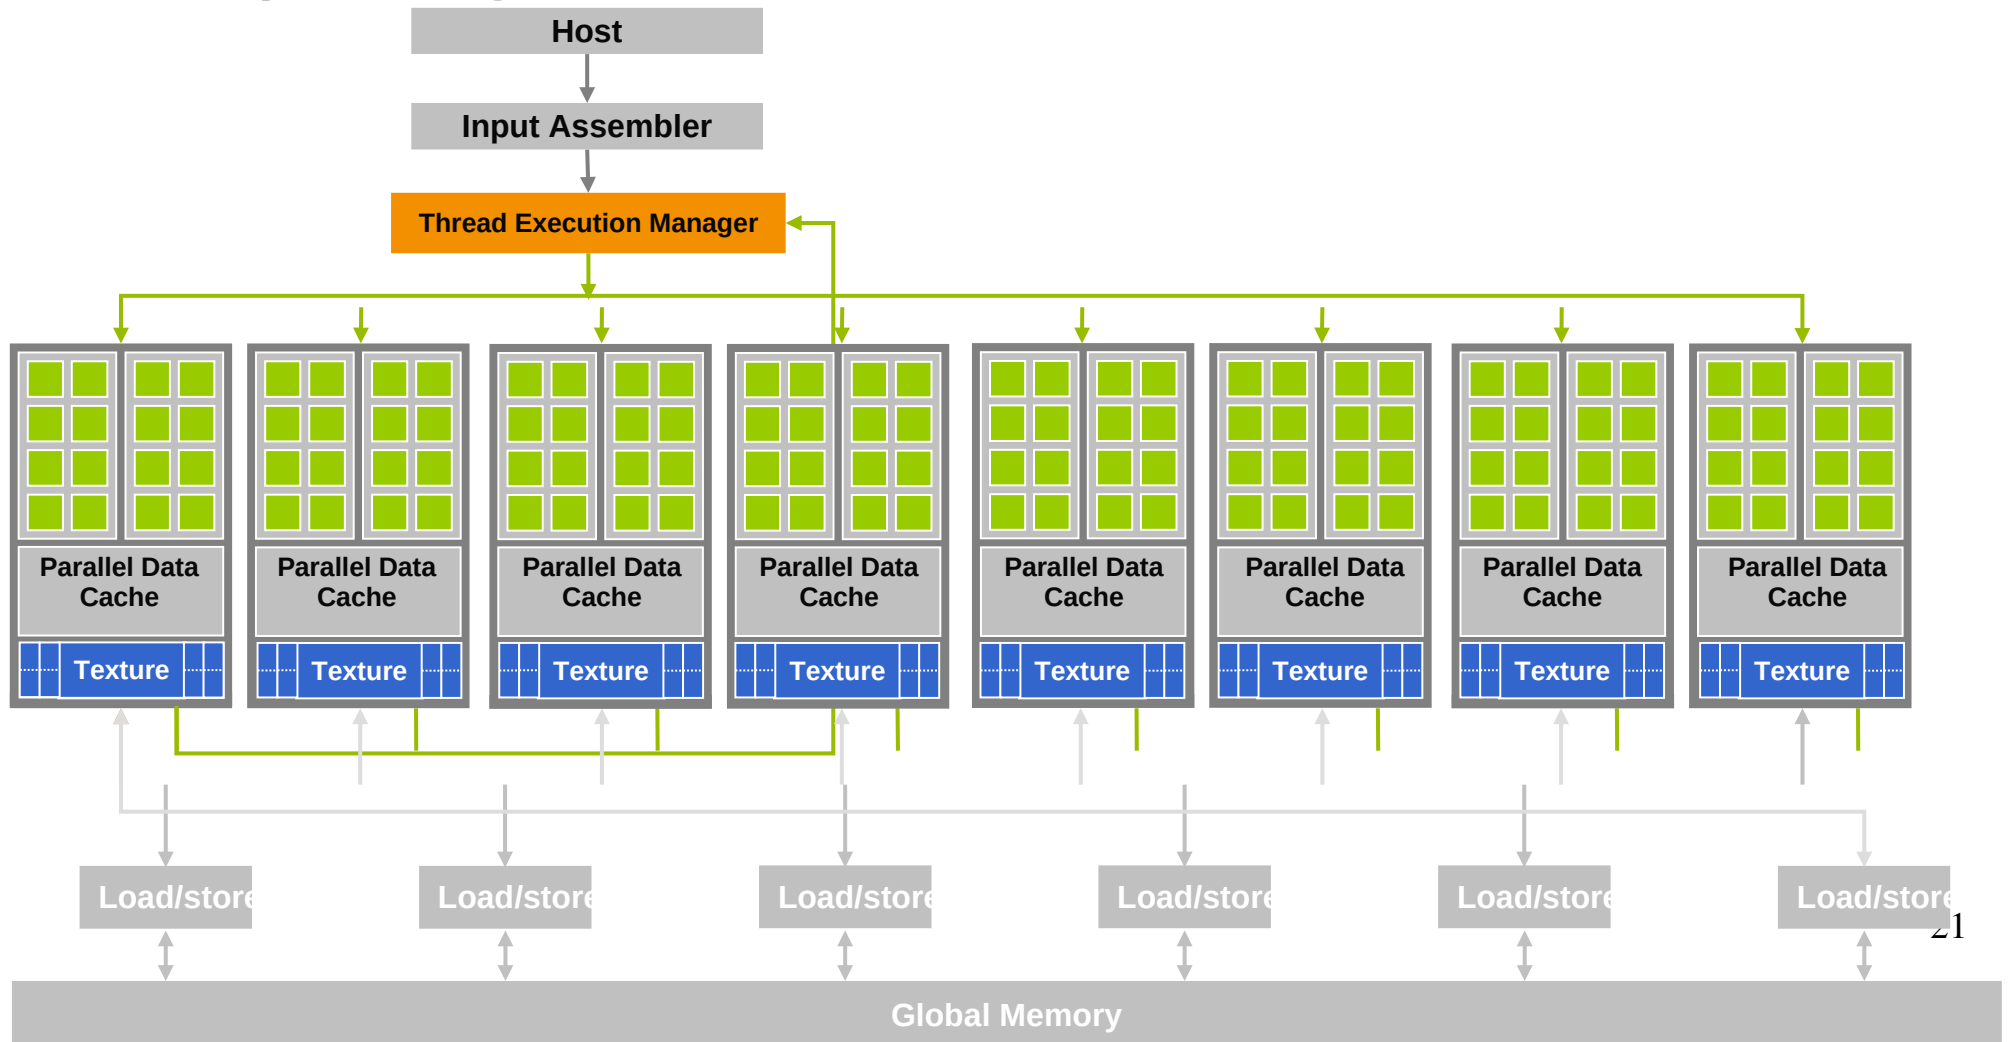 Host
Input Assembler
Thread Execution Manager
Parallel Data
Cache
Parallel Data
Cache
Parallel Data
Cache
Parallel Data
Cache
Parallel Data
Cache
Parallel Data
Cache
Parallel Data
Cache
Parallel Data
Cache
Texture
Texture
Texture
Texture
Texture
Texture
Texture
Texture
Load/store
Load/store
Load/store
Load/store
Load/store
Load/store
21
Global Memory